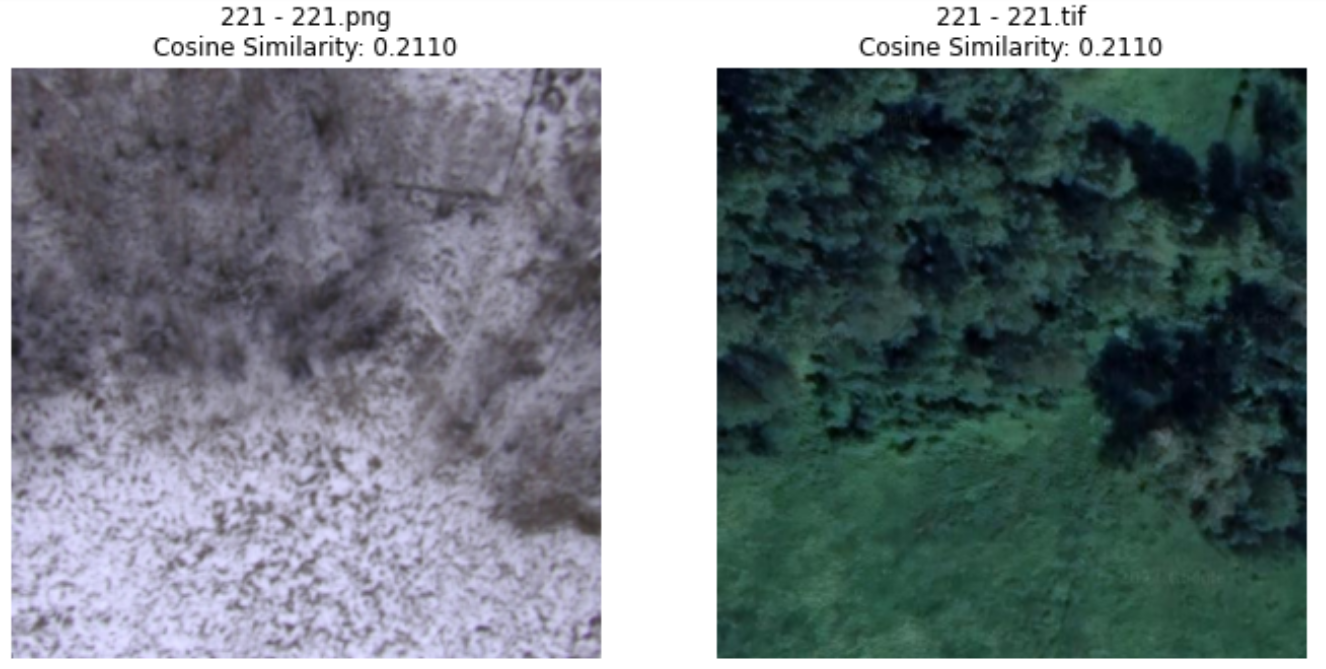 221 - 221.png
Cosine Similarity: 0.2110
221 - 221.tif
Cosine Similarity: 0.2110